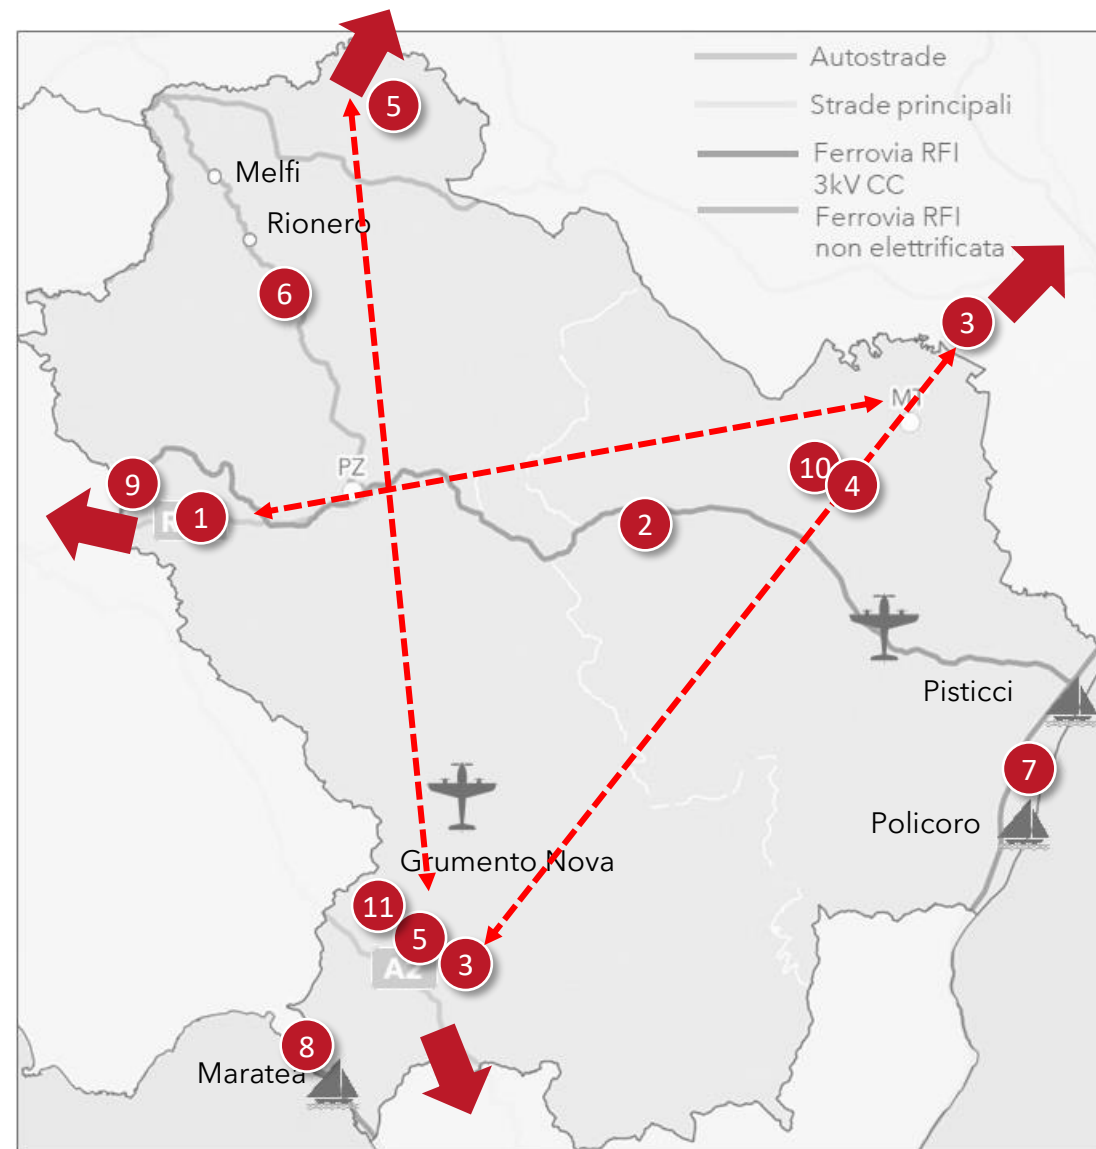 5
Autostrade
Strade principali
Ferrovia RFI
3kV CC
Ferrovia RFI
non elettrificata
Melfi
Rionero
6
3
MT
PZ
9
10
4
1
2
Pisticci
7
Policoro
Grumento Nova
11
5
3
A2
8
Maratea